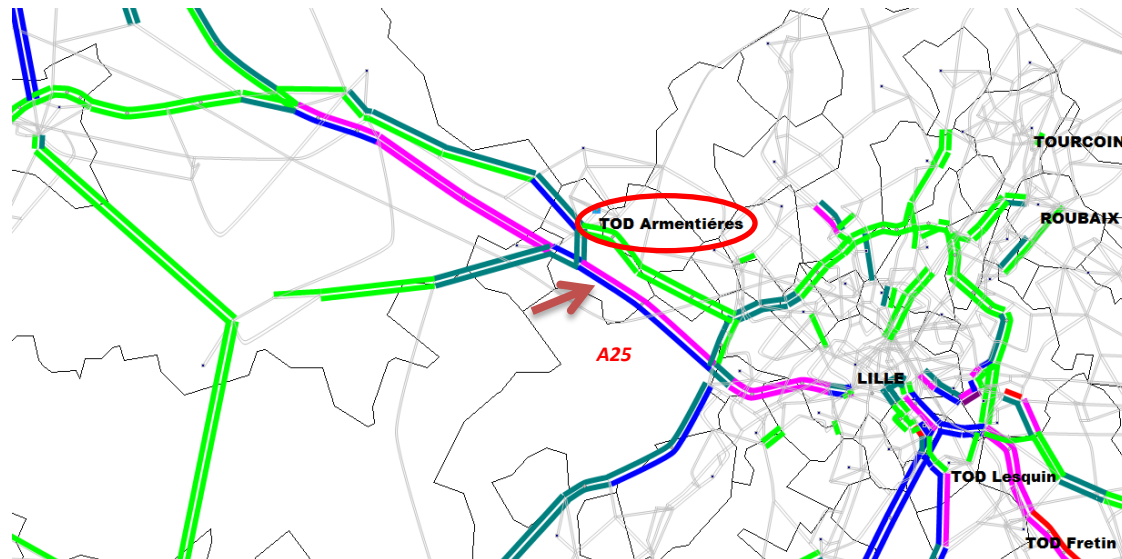 TOURCOIN
ROUBAIX
TOD Armentiéres
A25
LILLE
TOD Lesquin
TOD Fretin